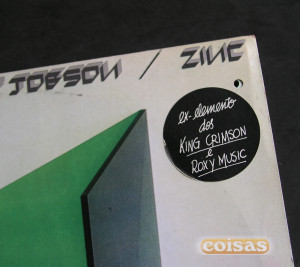 JOBSON / ZINC
ex-elemento
dos
KING CRIMSON
e
ROXY MUSIC
coisas